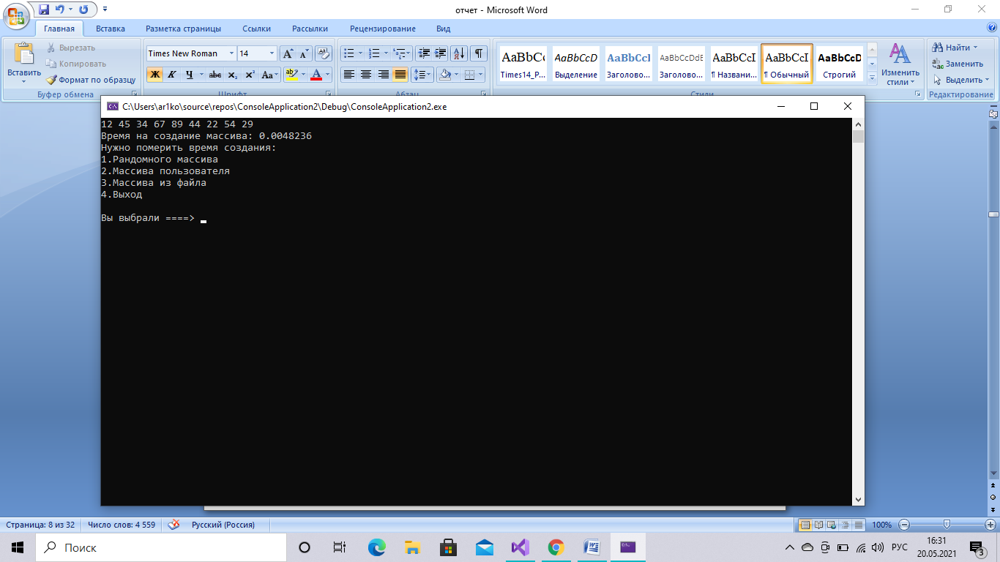 отчет - Microsoft Word
Главная Вставка Разметка страницы Ссылки Рассылки Рецензирование Вид
Вставить
Вырезать
Копировать
Формат по образцу
Буфер обмена
Times New Roman 14
Ж К Ч abc x₂ x² Aa
Шрифт
Абзац
AaBbCc AaBbCcD AaBbCcI AaBbCcDdE AaBbCcI AaBbCcI AaBbCcD
Times14_P... Выделение Заголово... Заголово... ¶ Названи... ¶ Обычный Строгий
Изменить стили
Стили
Найти
Заменить
Выделить
Редактирование
C:\Users\ar1ko\source\repos\ConsoleApplication2\Debug\ConsoleApplication2.exe
12 45 34 67 89 44 22 54 29
Время на создание массива: 0.0048236
Нужно померить время создания:
1.Рандомного массива
2.Массива пользователя
3.Массива из файла
4.Выход
Вы выбрали ====>
Страница: 8 из 32 Число слов: 4 559 Русский (Россия) 100%
Поиск
РУС
16:31
20.05.2021
3